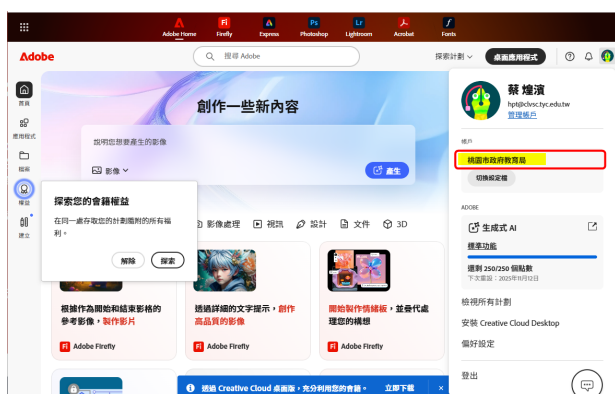 Adobe Home
Firefly
Express
Ps
Photoshop
Lr
Lightroom
Acrobat
Fonts
Adobe
搜尋 Adobe
探索計劃
桌面應用程式
首頁
應用程式
檔案
權益
建立
創作一些新內容
說明您想要產生的影像
影像
產生
探索您的會籍權益
在同一處存取您的計劃隨附的所有福
利。
解除
探索
影像處理
視訊
設計
文件
3D
根據作為開始和結束影格的
參考影像,製作影片
Fi Adobe Firefly
透過詳細的文字提示,創作
高品質的影像
Fi Adobe Firefly
開始製作情緒板,並疊代處
理您的構想
Fi Adobe Firefly
透過 Creative Cloud 桌面版,充分利用您的會籍。
立即下載
蔡 煌濱
hpt@clvsc.tyc.edu.tw
管理帳戶
帳戶
桃園市政府教育局
切換設定檔
ADOBE
生成式 AI
標準功能
還剩 250/250 個點數
下次重設:2025年11月12日
檢視所有計劃
安裝 Creative Cloud Desktop
偏好設定
登出